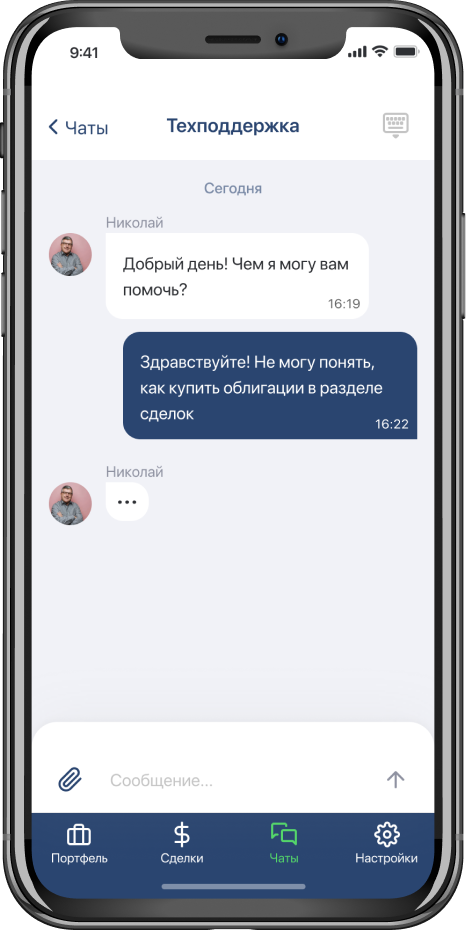 9:41
Чаты
Техподдержка
Сегодня
Николай
Добрый день! Чем я могу вам
помочь?
16:19
Здравствуйте! Не могу понять,
как купить облигации в разделе
сделок
16:22
Николай
...
Сообщение...
Портфель
Сделки
Чаты
Настройки